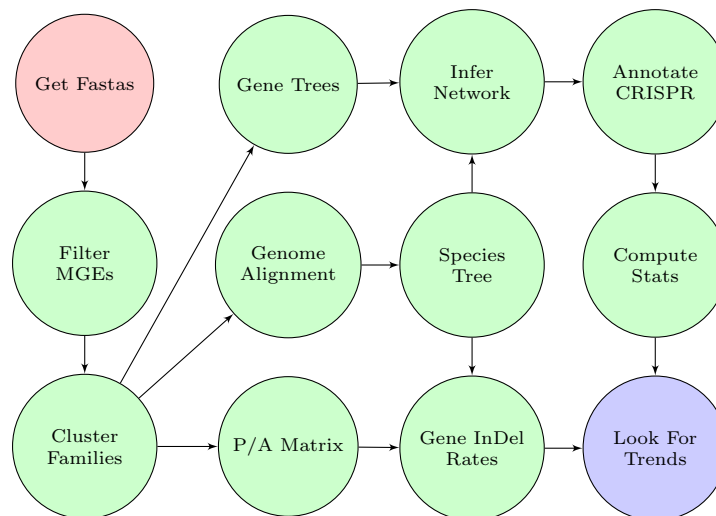 Get Fastas
Gene Trees
Infer
Network
Annotate
CRISPR
Filter
MGEs
Genome
Alignment
Species
Tree
Compute
Stats
Cluster
Families
P/A Matrix
Gene InDel
Rates
Look For
Trends